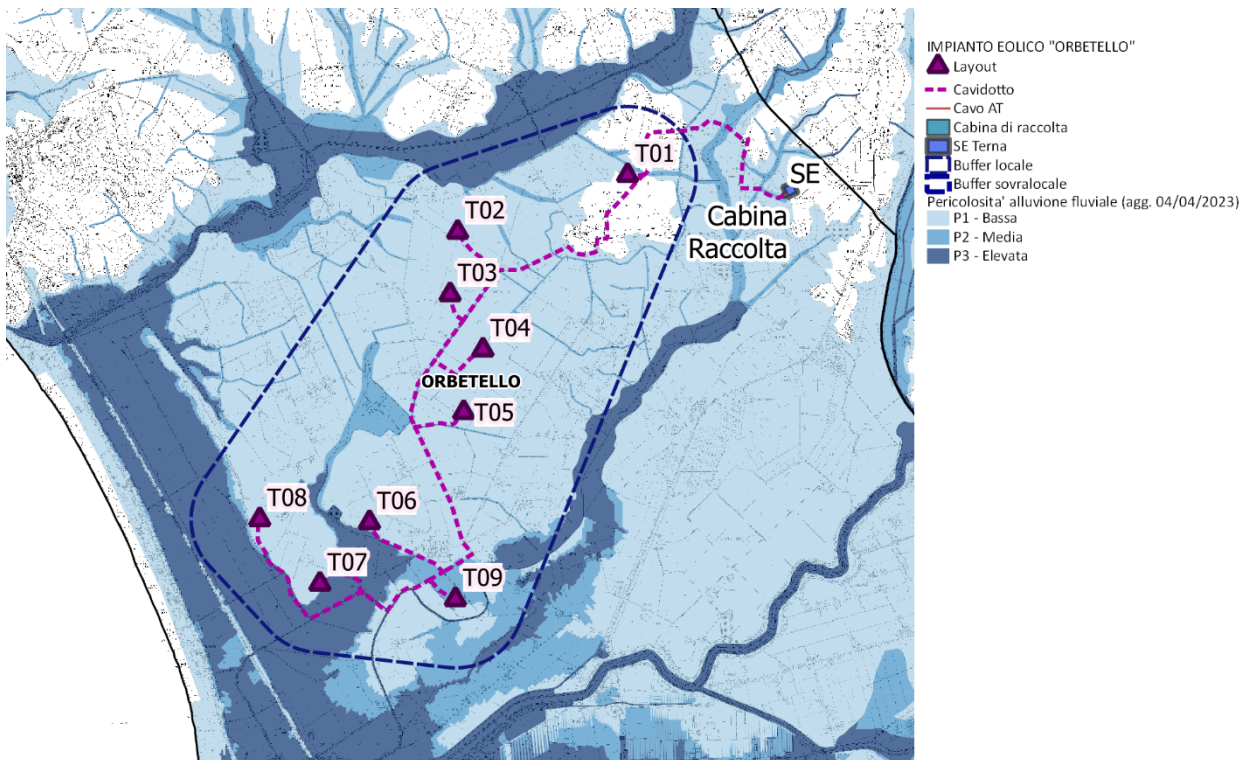 IMPIANTO EOLICO "ORBETELLO"
Layout
Cavidotto
Cavo AT
Cabina di raccolta
SE Terna
Buffer locale
Buffer sovralocale
Pericolosita' alluvione fluviale (agg. 04/04/2023)
P1 - Bassa
P2 - Media
P3 - Elevata
T01
SE
T02
Cabina
Raccolta
T03
T04
ORBETELLO
T05
T08
T06
T07
T09